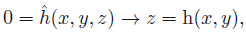 0 = ĥ(x, y, z) → z = h(x, y),